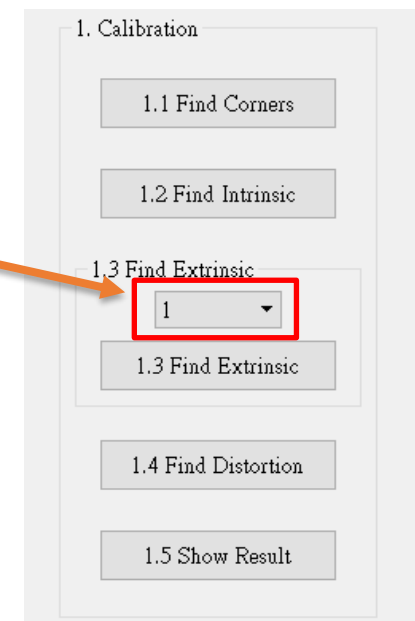 1. Calibration
1.1 Find Corners
1.2 Find Intrinsic
1.3 Find Extrinsic
1
1.3 Find Extrinsic
1.4 Find Distortion
1.5 Show Result